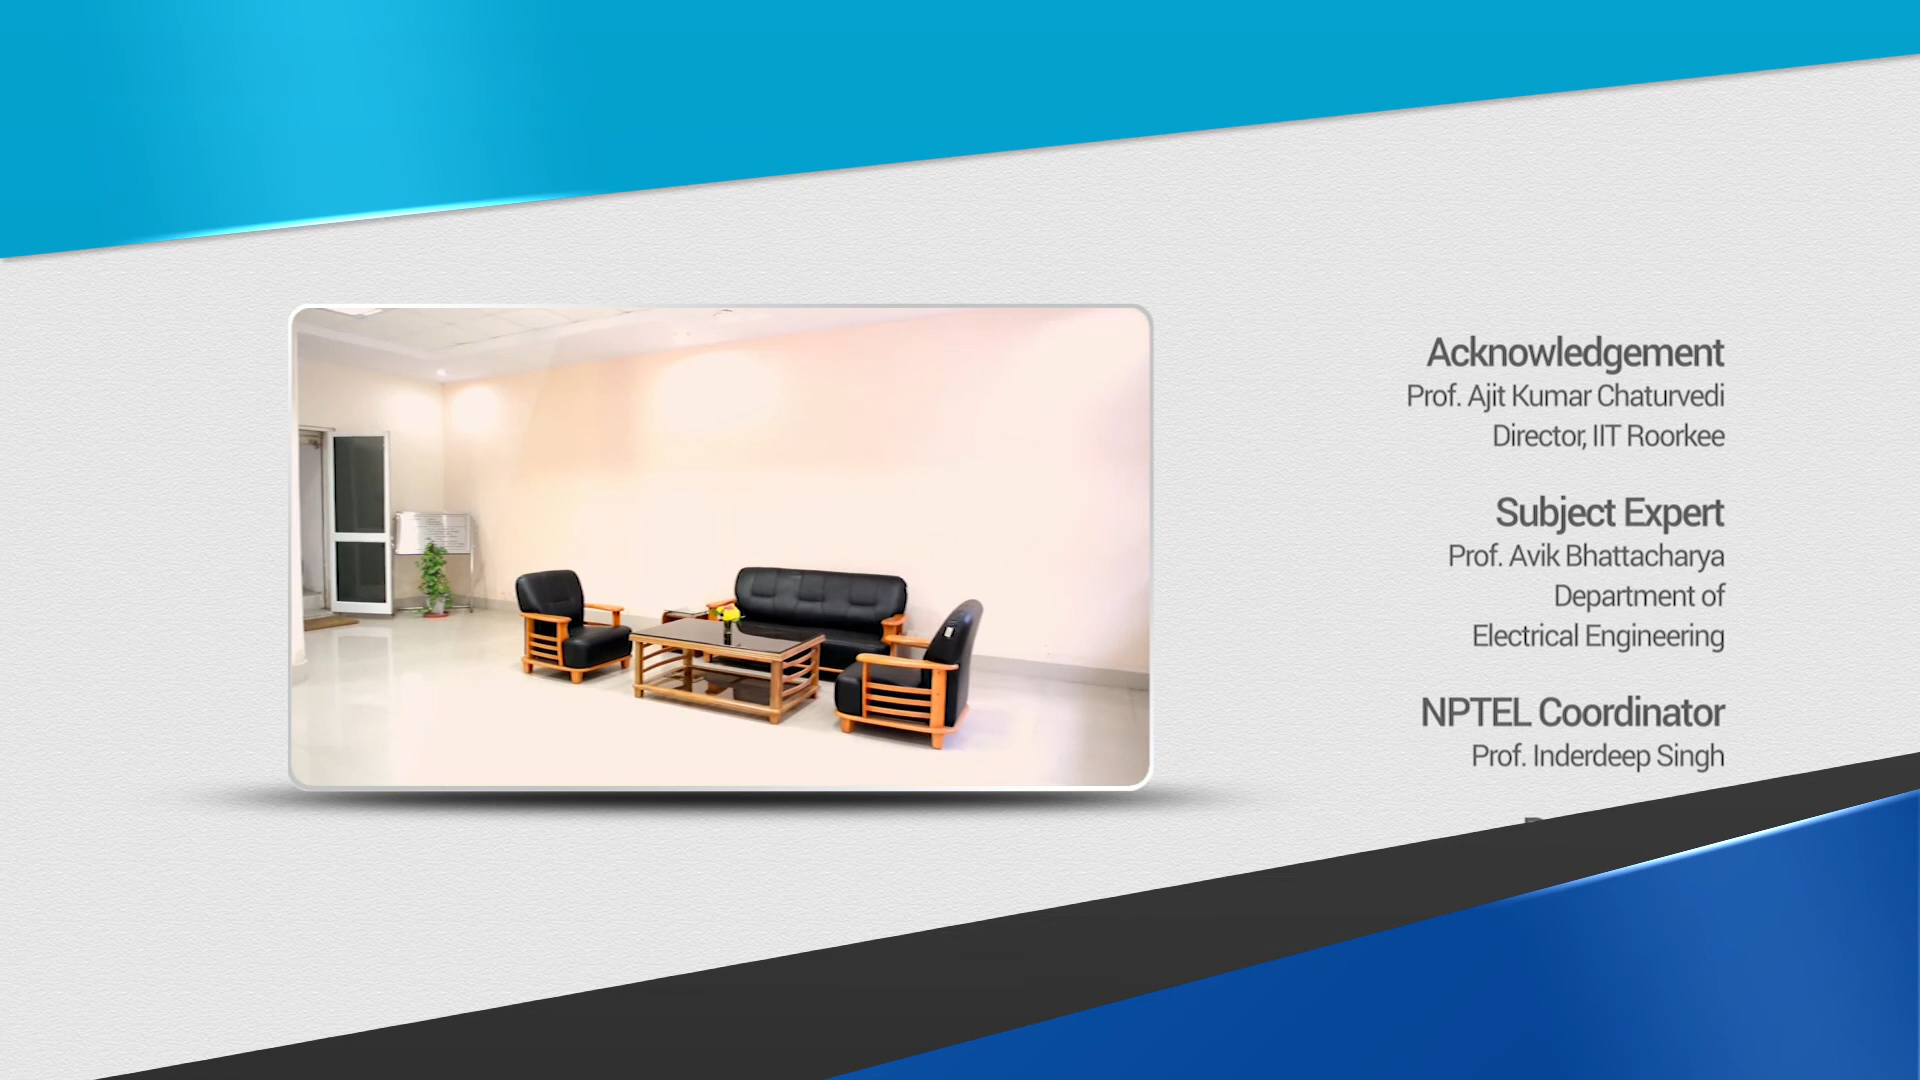 Acknowledgement
Prof. Ajit Kumar Chaturvedi
Director, IIT Roorkee
Subject Expert
Prof. Avik Bhattacharya
Department of
Electrical Engineering
NPTEL Coordinator
Prof. Inderdeep Singh